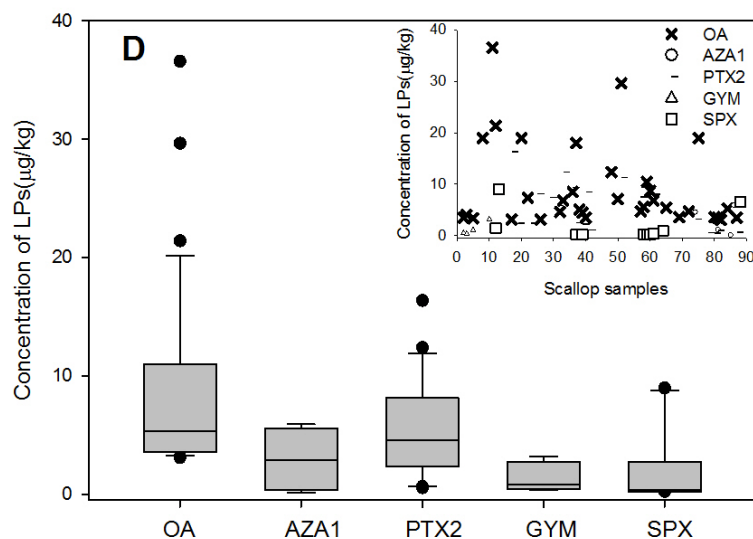 D
Concentration of LPs(μg/kg)
40
30
20
10
0
OA
AZA1
PTX2
GYM
SPX
Concentration of LPs(μg/kg)
40
30
20
10
0
0 10 20 30 40 50 60 70 80 90
Scallop samples
OA
AZA1
PTX2
GYM
SPX